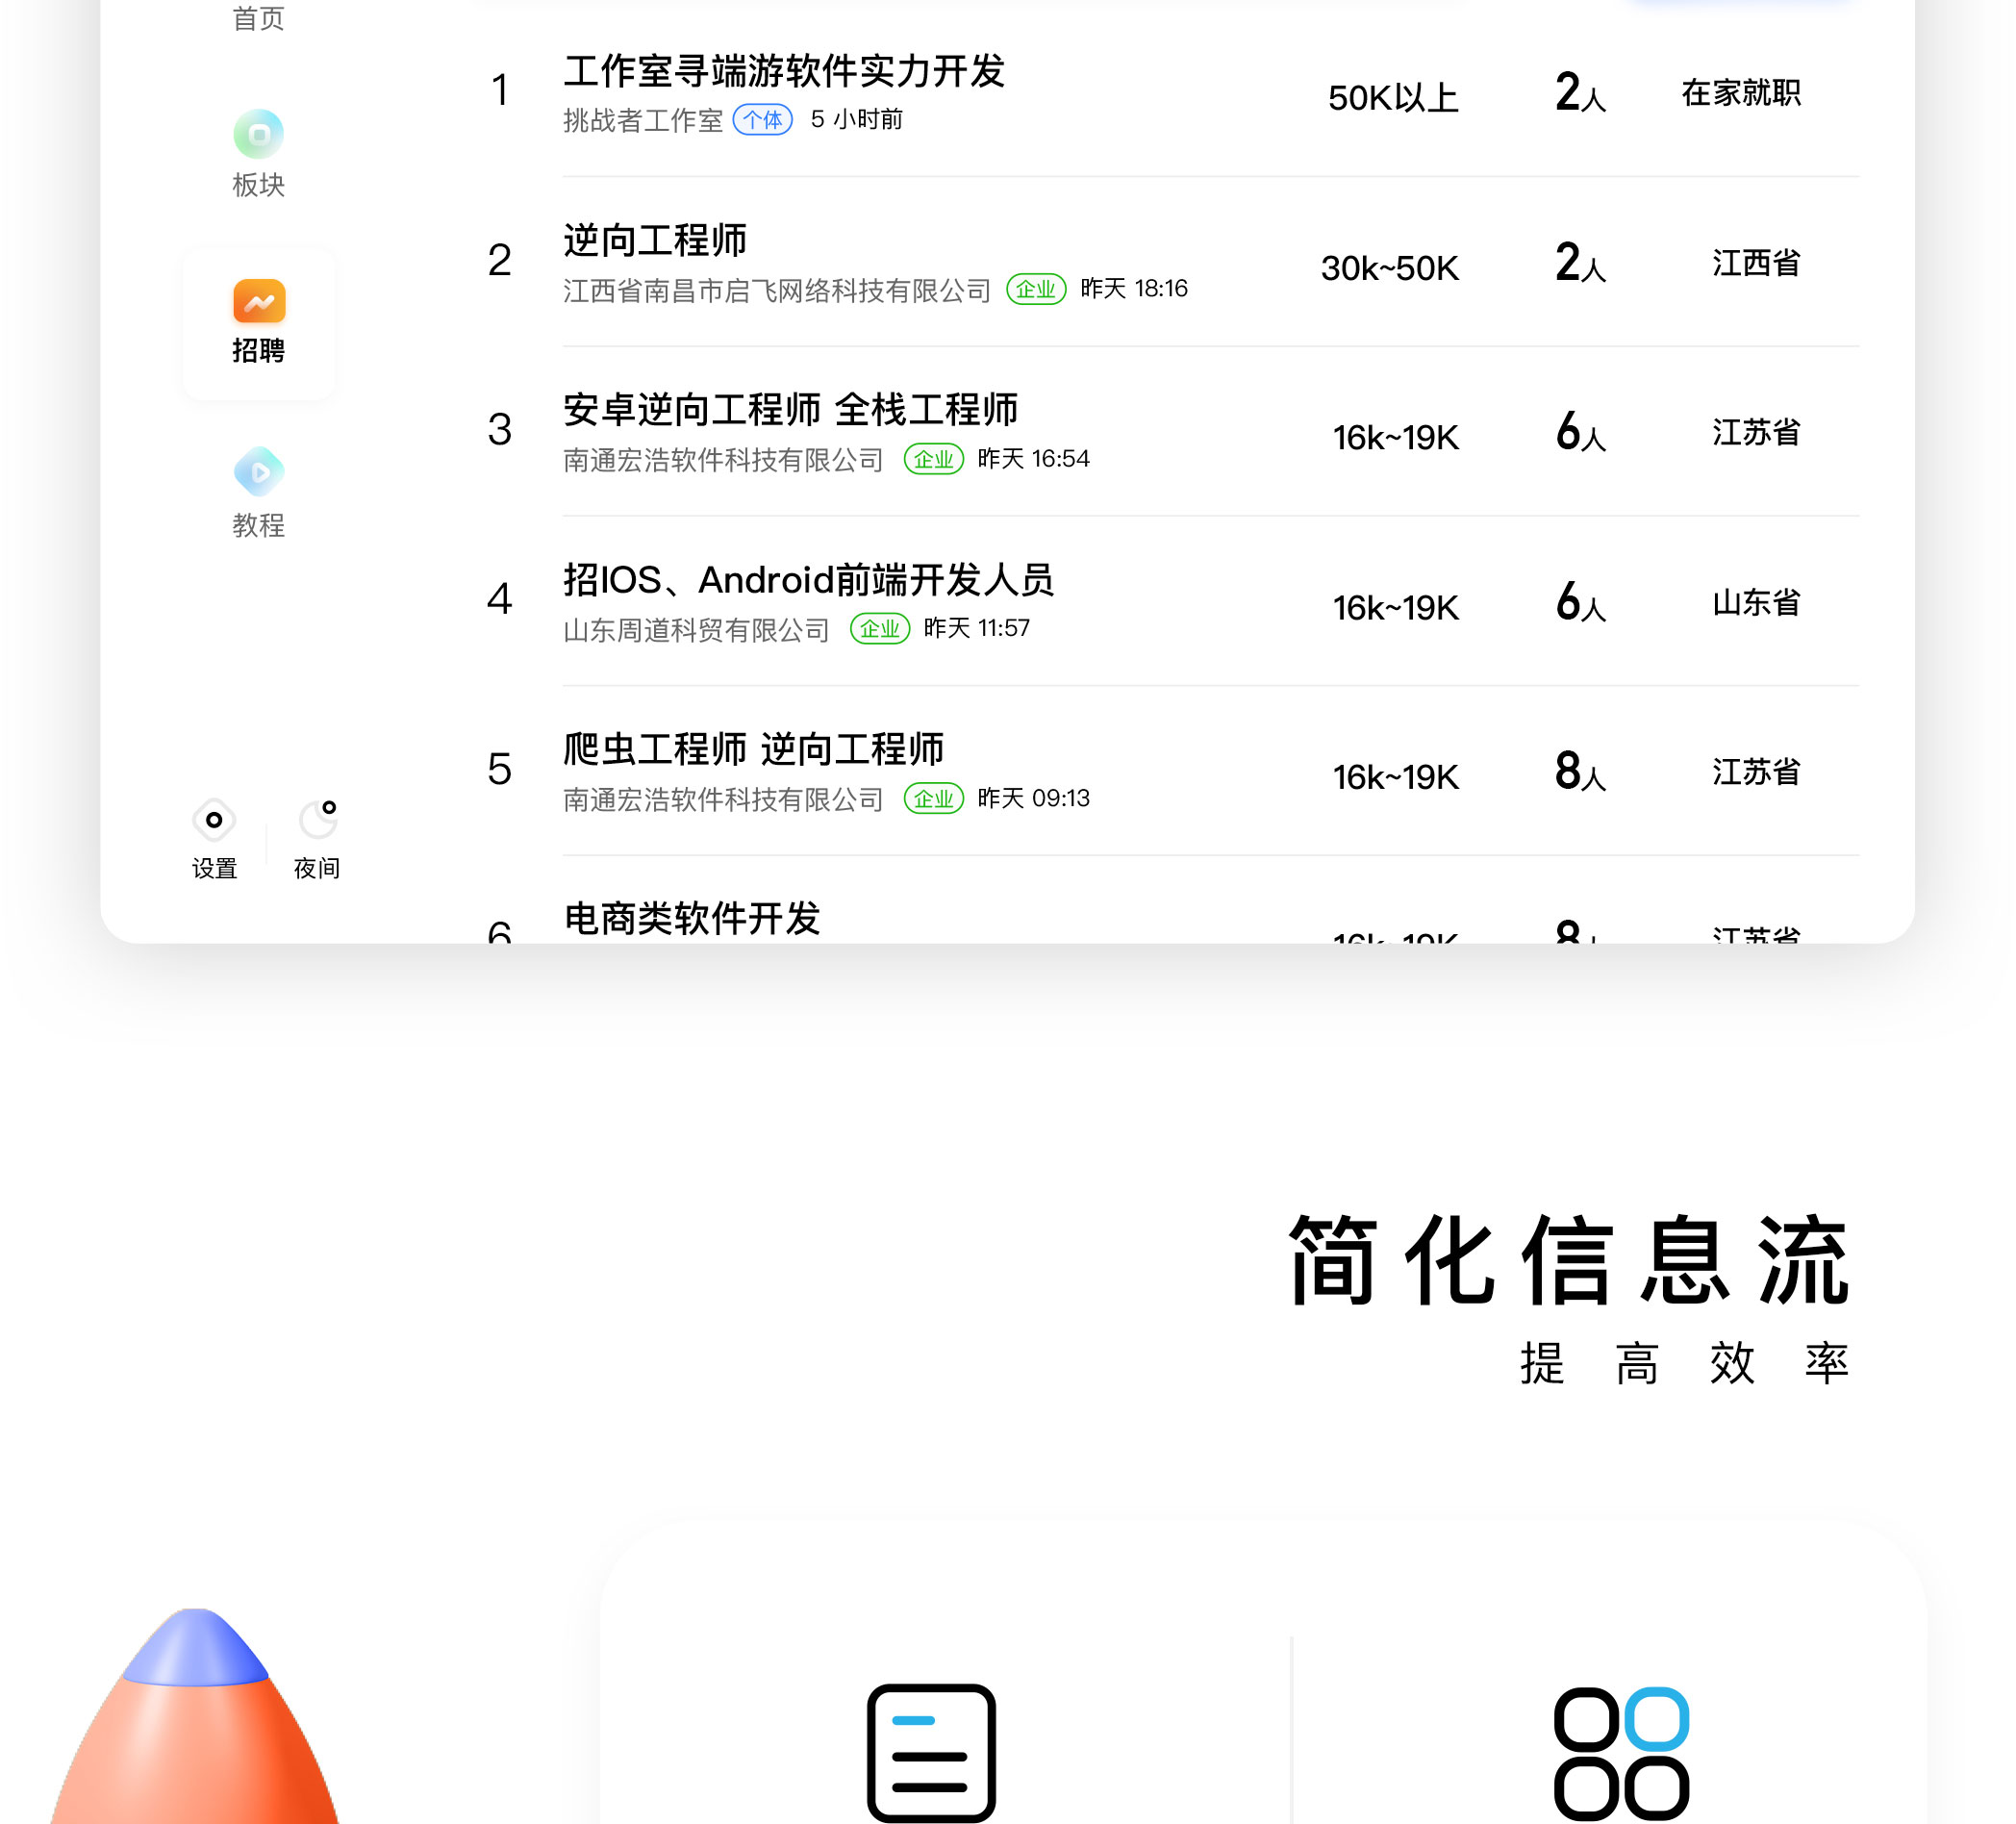 首页
板块
招聘
教程
设置
夜间
1
工作室寻端游软件实力开发
挑战者工作室 个体 5 小时前
50K以上
2人
在家就职
2
逆向工程师
江西省南昌市启飞网络科技有限公司 企业 昨天 18:16
30k~50K
2人
江西省
3
安卓逆向工程师 全栈工程师
南通宏浩软件科技有限公司 企业 昨天 16:54
16k~19K
6人
江苏省
4
招IOS、Android前端开发人员
山东周道科贸有限公司 企业 昨天 11:57
16k~19K
6人
山东省
5
爬虫工程师 逆向工程师
南通宏浩软件科技有限公司 企业 昨天 09:13
16k~19K
8人
江苏省
6
电商类软件开发
16k~19K
8人
江苏省
简化信息流
提高效率